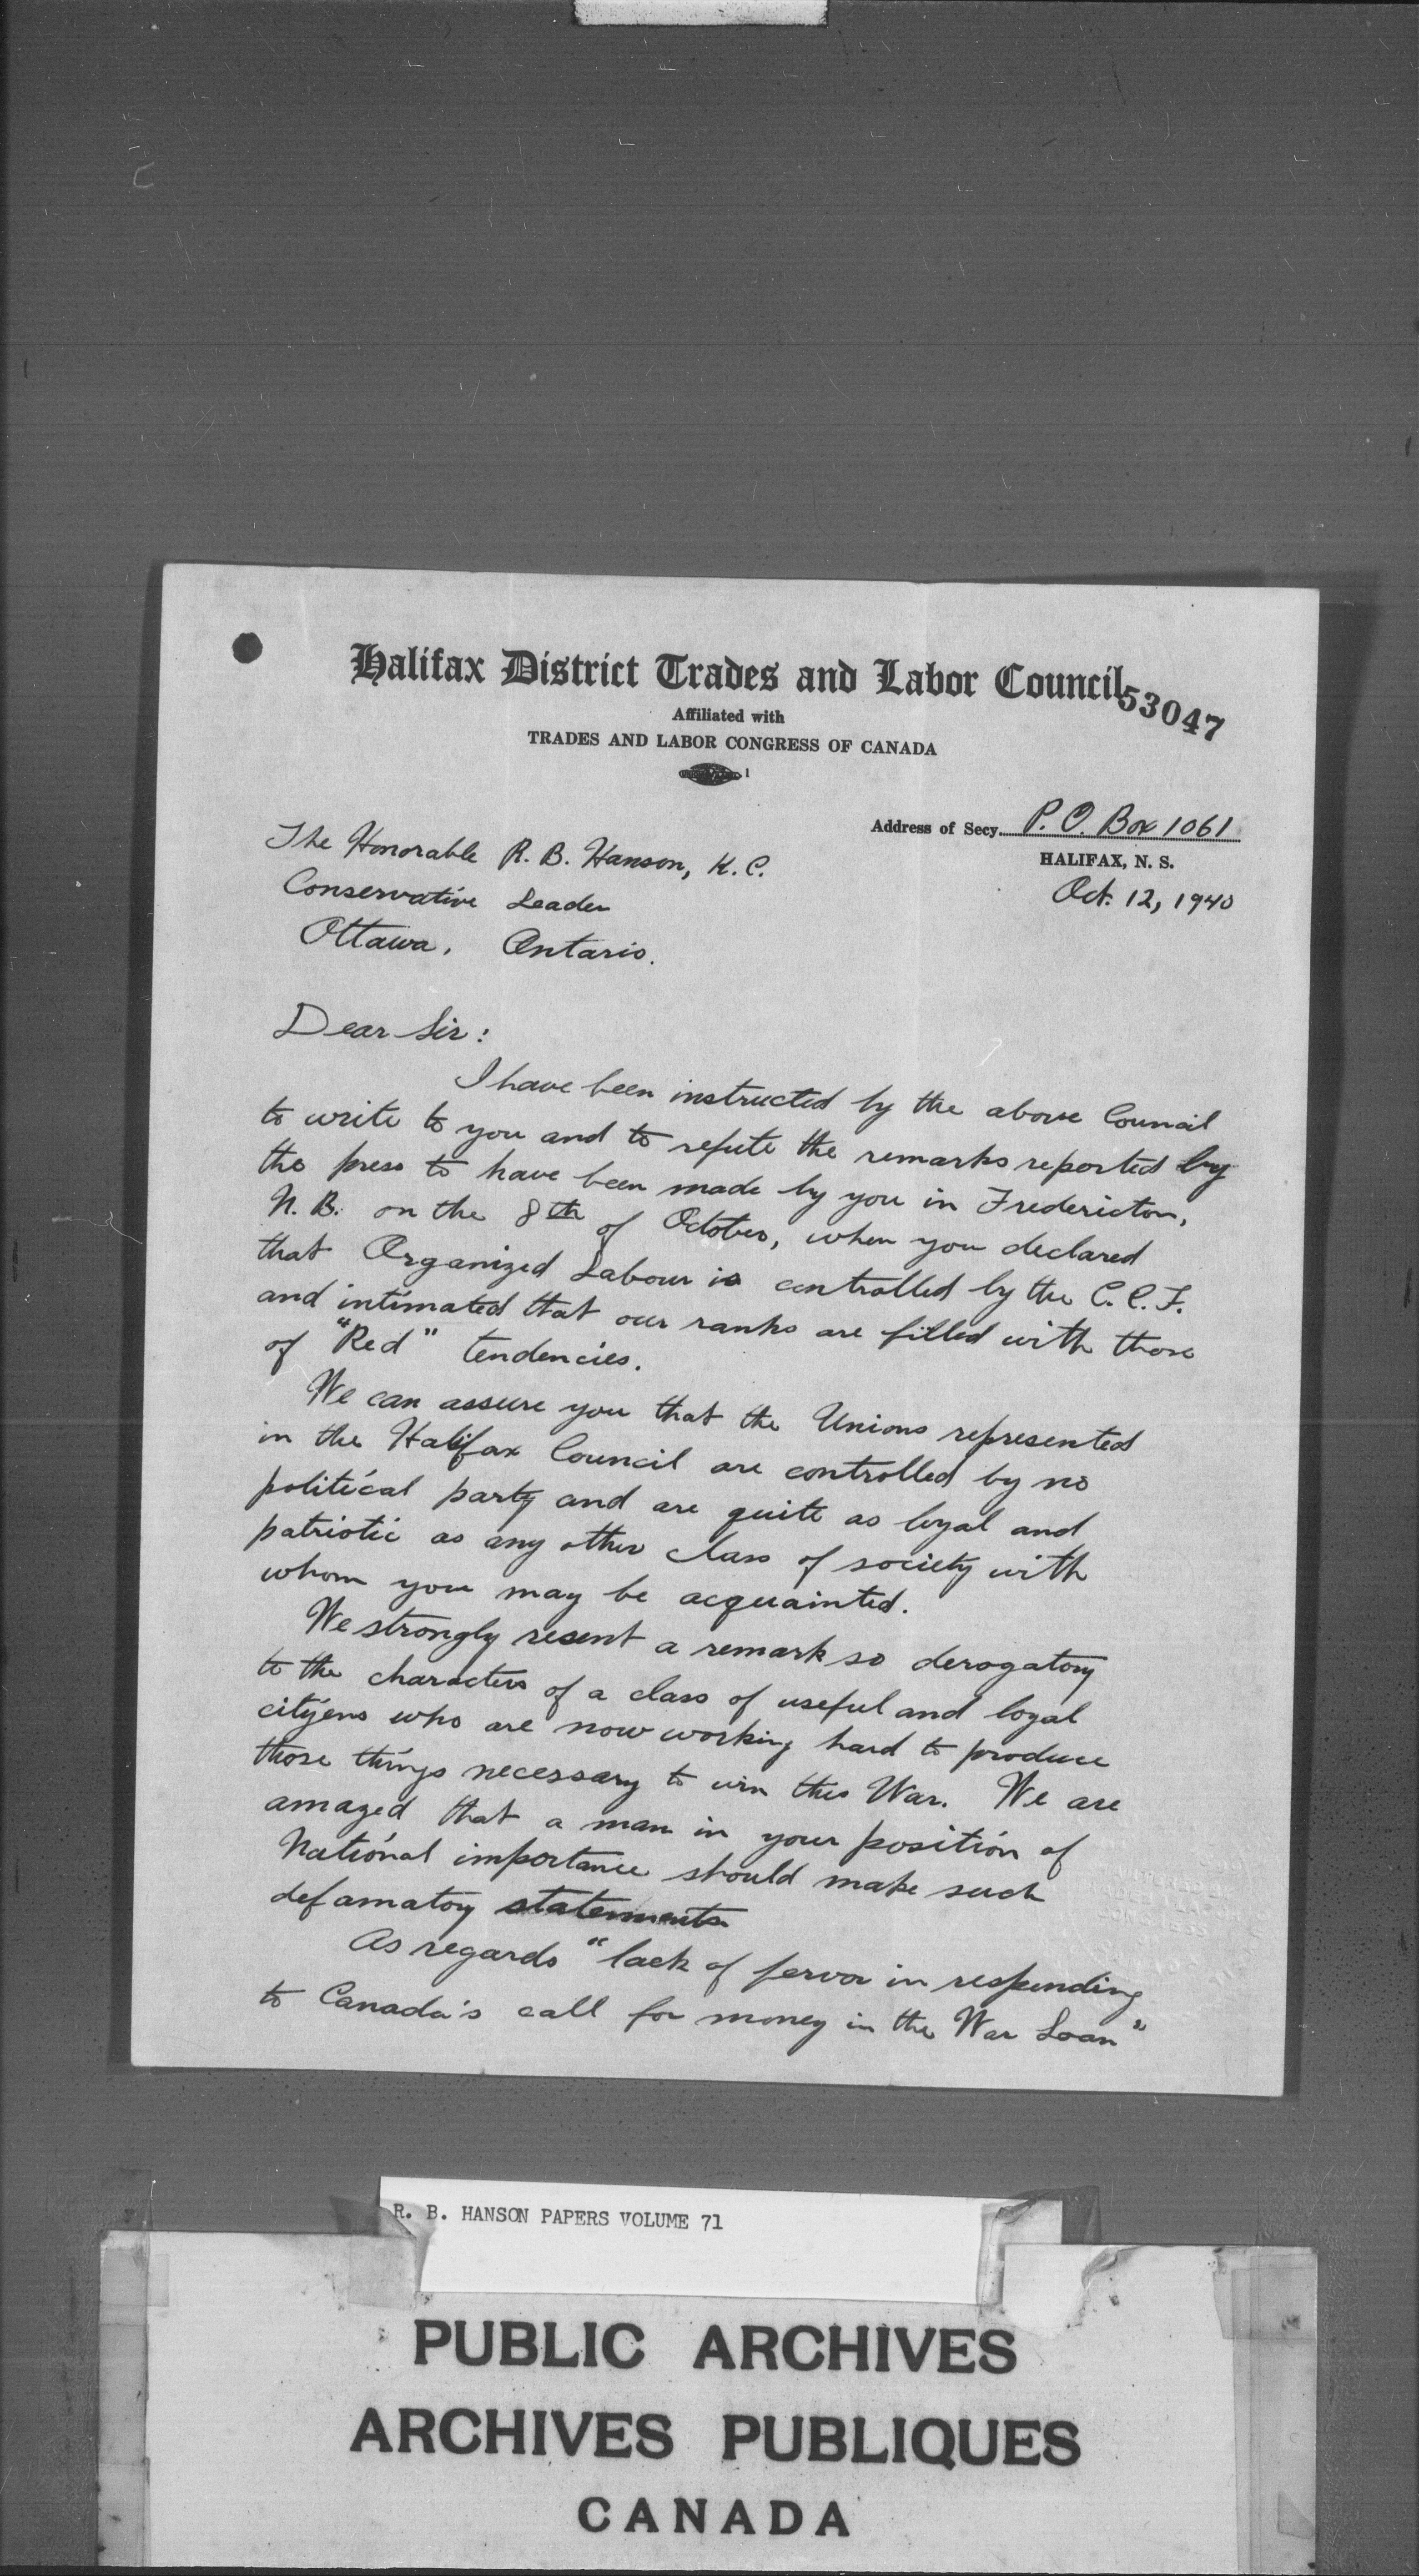 Halifax District Trades and Labor Council
53047
Affiliated with
TRADES AND LABOR CONGRESS OF CANADA
Address of Secy. P. O. Box 1061
HALIFAX, N. S.
Oct. 12, 1940
The Honorable R. B. Hanson, K. C.
Conservative Leader
Ottawa, Ontario.
Dear Sir:
I have been instructed by the above Council
to write to you and to refute the remarks reported by
the press to have been made by you in Fredericton,
N. B. on the 8th of October, when you declared
that Organized Labour is controlled by the C. C. F.
and intimated that our ranks are filled with those
of "Red" tendencies.
We can assure you that the Unions represented
in the Halifax Council are controlled by no
political party and are quite as loyal and
patriotic as any other class of society with
whom you may be acquainted.
We strongly resent a remark so derogatory
to the characters of a class of useful and loyal
citizens who are now working hard to produce
those things necessary to win this War. We are
amazed that a man in your position of
National importance should make such
defamatory statements.
As regards "lack of fervor in responding
to Canada's call for money in the War Loan"
R. B. HANSON PAPERS VOLUME 71
PUBLIC ARCHIVES
ARCHIVES PUBLIQUES
CANADA